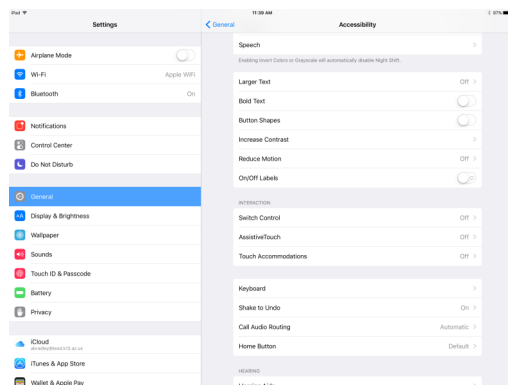 iPad
11:39 AM
97%
Settings
General
Accessibility
Airplane Mode
Wi-Fi
Apple WiFi
Bluetooth
On
Notifications
Control Center
Do Not Disturb
General
Display & Brightness
Wallpaper
Sounds
Touch ID & Passcode
Battery
Privacy
iCloud
iTunes & App Store
Wallet & Apple Pay
Speech
Enabling Invert Colors or Grayscale will automatically disable Night Shift.
Larger Text
Off
Bold Text
Button Shapes
Increase Contrast
Reduce Motion
Off
On/Off Labels
INTERACTION
Switch Control
Off
AssistiveTouch
Off
Touch Accommodations
Off
Keyboard
Shake to Undo
On
Call Audio Routing
Automatic
Home Button
Default
HEARING